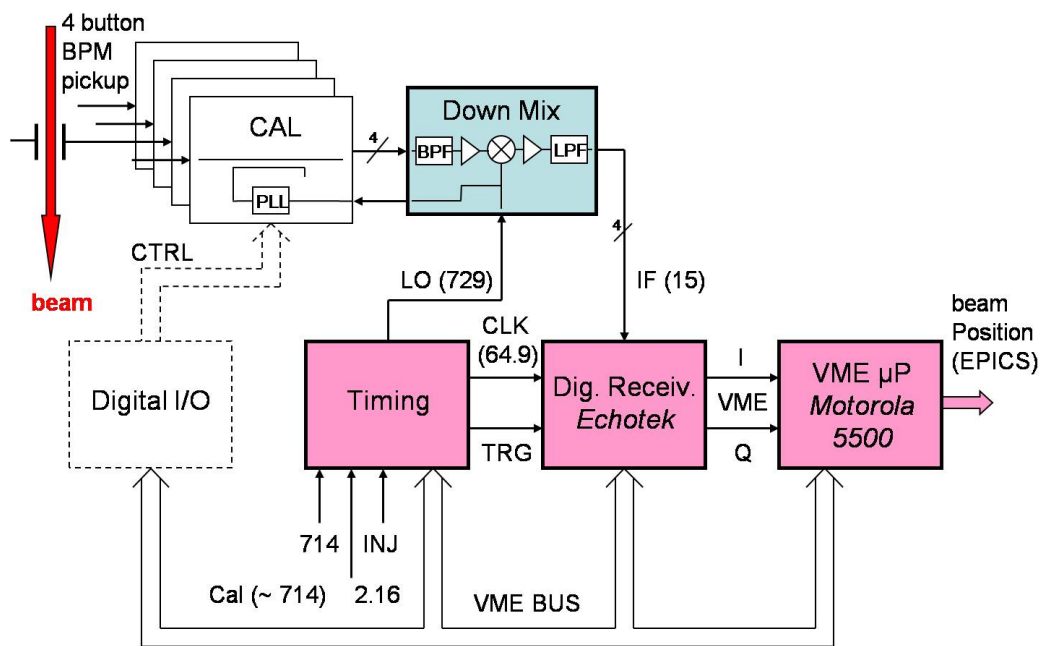 4 button
BPM
pickup
CAL
PLL
4
Down Mix
BPF
LPF
4
CTRL
beam
LO (729)
IF (15)
CLK
(64.9)
beam
Position
(EPICS)
Digital I/O
Timing
TRG
Dig. Receiv.
Echotek
I
VME
Q
VME µP
Motorola
5500
714
INJ
Cal (~ 714)
2.16
VME BUS